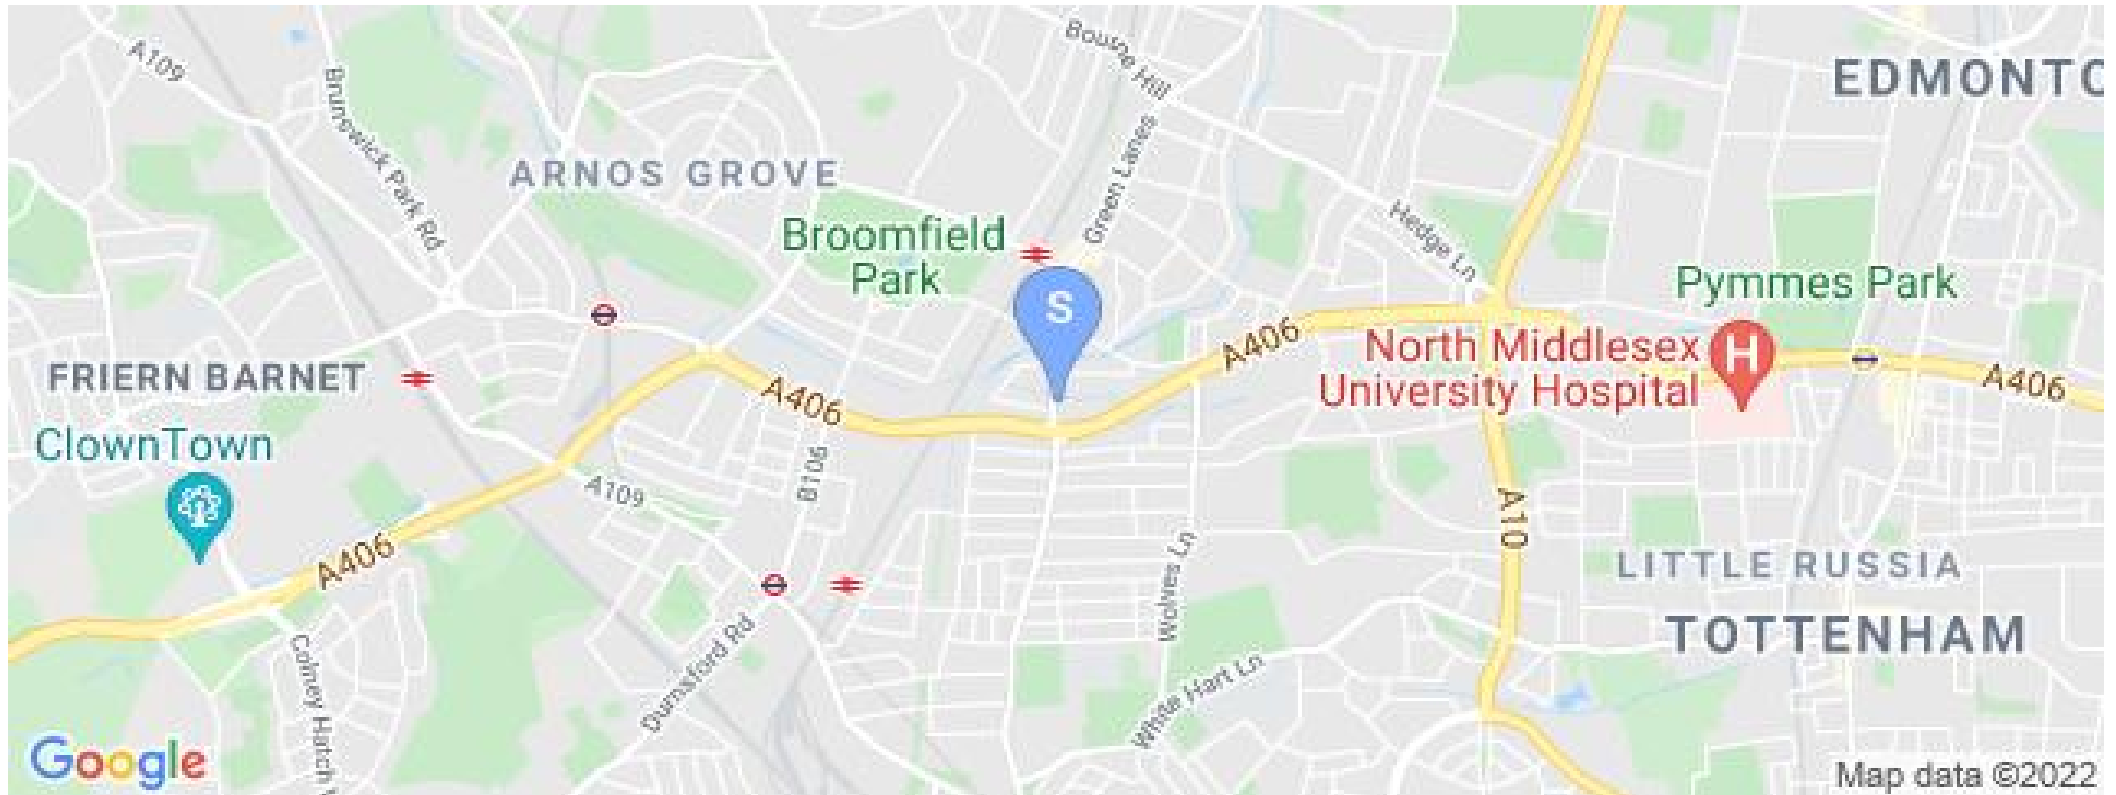 A109
Brunswick Park Rd
Bourne Hill
EDMONTO
ARNOS GROVE
Green Lanes
Broomfield
Park
Hedge Ln
S
Pymmes Park
North Middlesex
University Hospital
H
A406
A406
A406
FRIERN BARNET
ClownTown
A109
B106
A10
A406
Wolves Ln
LITTLE RUSSIA
TOTTENHAM
Durnsford Rd
White Hart Ln
Colney Hatch
Google
Map data ©2022